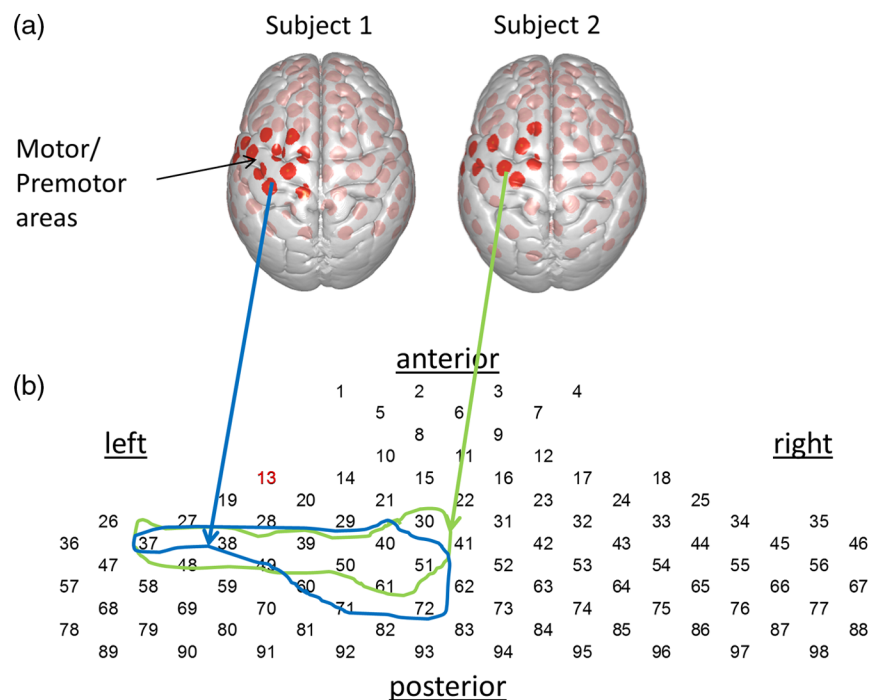 (a)
Subject 1 Subject 2
Motor/
Premotor
areas
anterior
(b)
1 2 3 4
5 6 7
8 9
left right
10 11 12
13 14 15 16 17 18
19 20 21 22 23 24 25
26 27 28 29 30 31 32 33 34 35
36 37 38 39 40 41 42 43 44 45 46
47 48 49 50 51 52 53 54 55 56
57 58 59 60 61 62 63 64 65 66 67
68 69 70 71 72 73 74 75 76 77
78 79 80 81 82 83 84 85 86 87 88
89 90 91 92 93 94 95 96 97 98
posterior